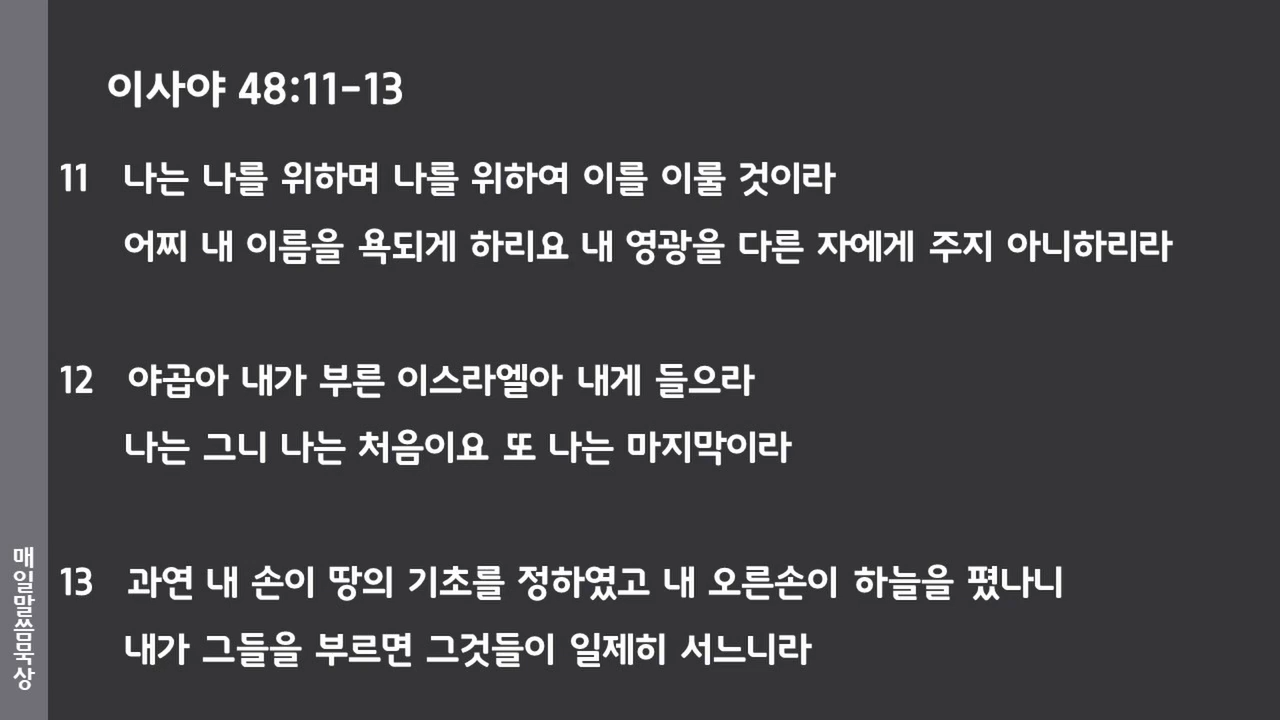 이사야 48:11-13
11 나는 나를 위하며 나를 위하여 이를 이룰 것이라
어찌 내 이름을 욕되게 하리요 내 영광을 다른 자에게 주지 아니하리라
12 야곱아 내가 부른 이스라엘아 내게 들으라
나는 그니 나는 처음이요 또 나는 마지막이라
13 과연 내 손이 땅의 기초를 정하였고 내 오른손이 하늘을 폈나니
내가 그들을 부르면 그것들이 일제히 서느니라
매일말씀묵상